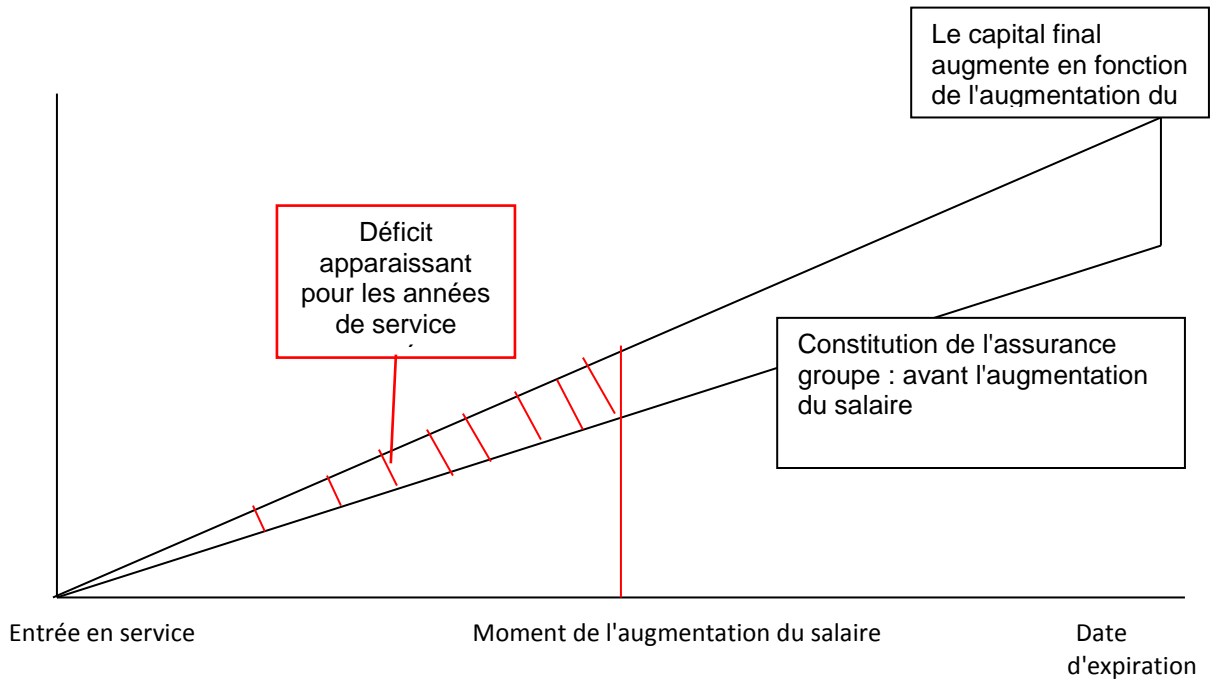 Le capital final
augmente en fonction
de l'augmentation du
Déficit
apparaissant
pour les années
de service
Constitution de l'assurance
groupe : avant l'augmentation
du salaire
Entrée en service
Moment de l'augmentation du salaire
Date
d'expiration